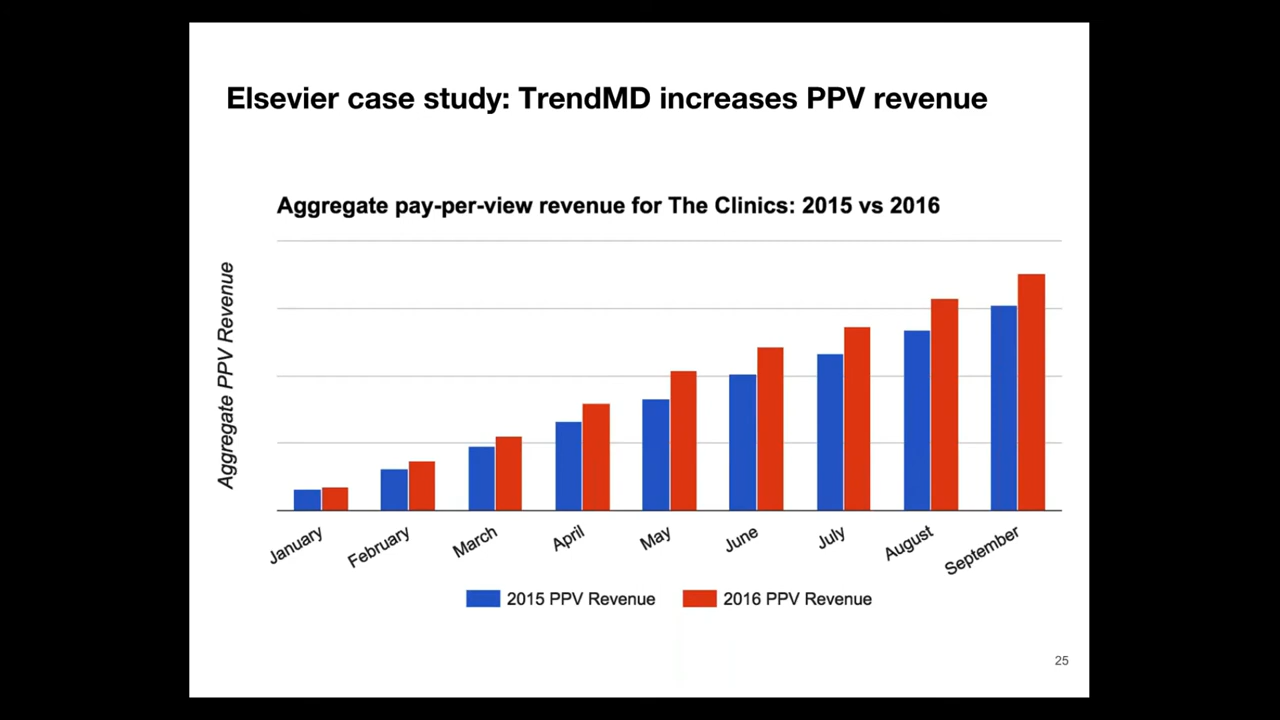 Elsevier case study: TrendMD increases PPV revenue
Aggregate pay-per-view revenue for The Clinics: 2015 vs 2016
Aggregate PPV Revenue
January
February
March
April
May
June
July
August
September
2015 PPV Revenue
2016 PPV Revenue
25